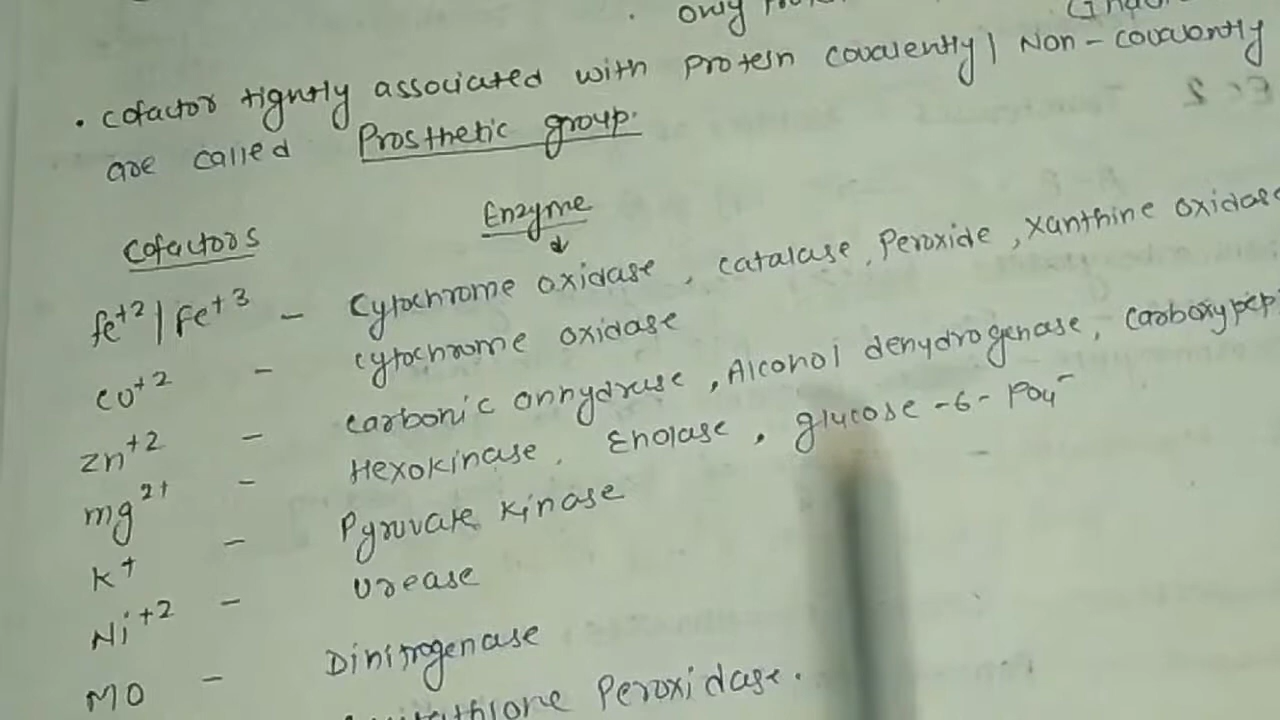 . only
• cofactor tightly associated with Protein covalently | Non-covalently
are called Prosthetic group.
Cofactors Enzyme
fe+2 | Fe+3 - Cytochrome oxidase, catalase, Peroxide, Xanthine oxidase
cu+2 - cytochrome oxidase
Zn+2 - carbonic anhydrase, Alcohol dehydrogenase, carboxypep
mg2+ - Hexokinase, Enolase, glucose-6-PO4-
K+ - Pyruvate kinase
Ni+2 - urease
MO - Dinitrogenase
Peroxidase.